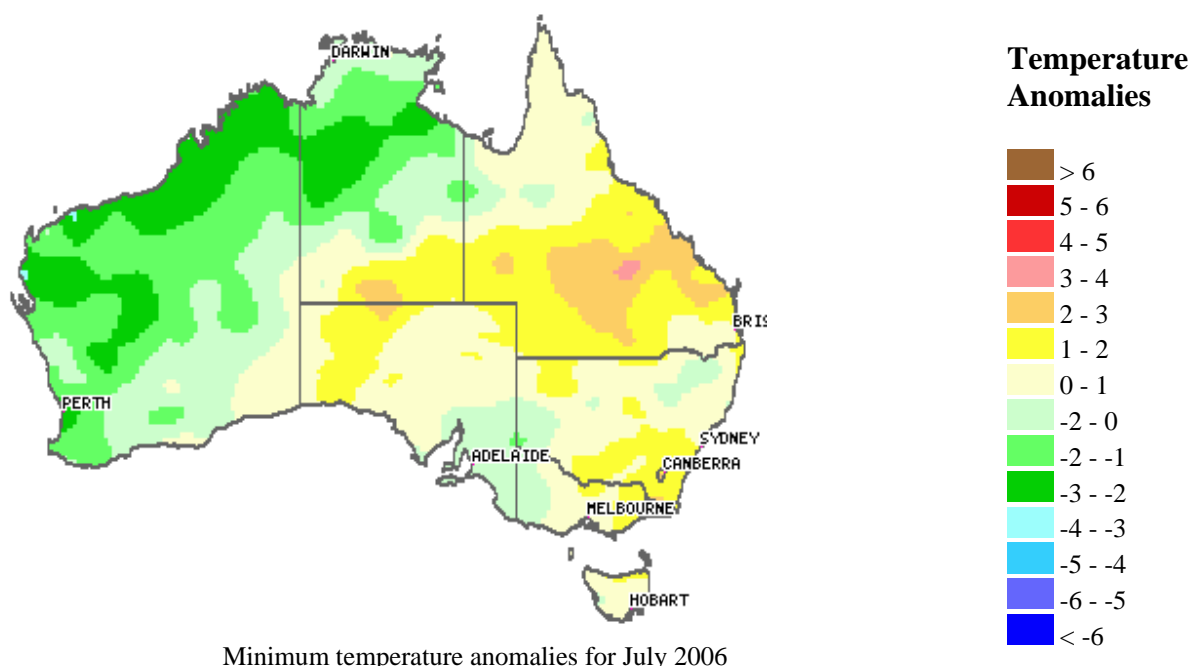 DARWIN
Temperature
Anomalies
> 6
5 - 6
4 - 5
3 - 4
2 - 3
1 - 2
0 - 1
-2 - 0
-2 - -1
-3 - -2
-4 - -3
-5 - -4
-6 - -5
< -6
BRIS
PERTH
SYDNEY
ADELAIDE
CANBERRA
MELBOURNE
HOBART
Minimum temperature anomalies for July 2006